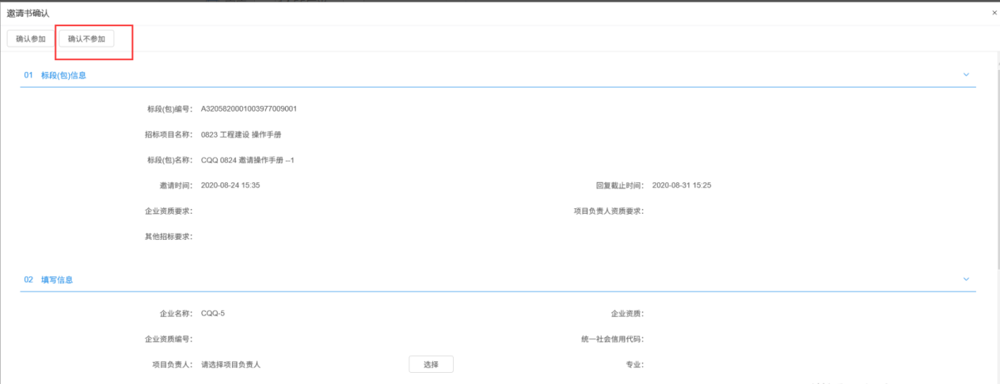 邀请书确认
×
确认参加 确认不参加
01 标段(包)信息
标段(包)编号： A3205820001003977009001
招标项目名称： 0823 工程建设 操作手册
标段(包)名称： CQQ 0824 邀请操作手册 --1
邀请时间： 2020-08-24 15:35 回复截止时间： 2020-08-31 15:25
企业资质要求： 项目负责人资质要求：
其他招标要求：
02 填写信息
企业名称： CQQ-5 企业资质：
企业资质编号： 统一社会信用代码：
项目负责人： 请选择项目负责人 选择 专业：